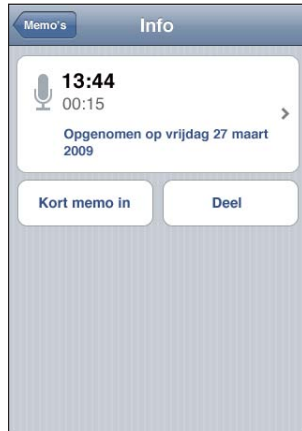 Memo's
Info
13:44
00:15
Opgenomen op vrijdag 27 maart
2009
Kort memo in
Deel